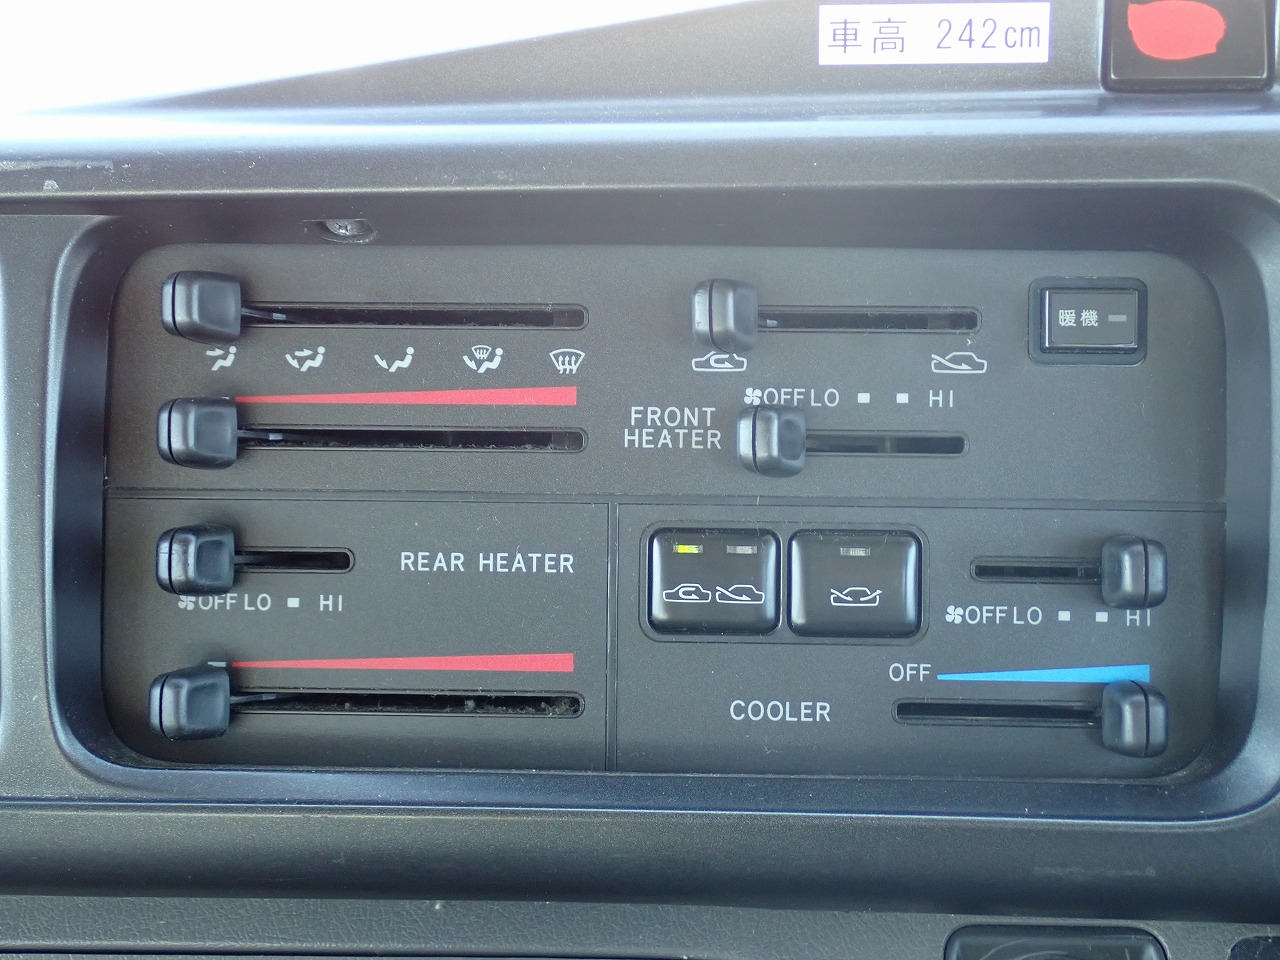 車高 242cm
暖機
OFF LO HI
FRONT
HEATER
REAR HEATER
OFF LO HI
OFF LO HI
OFF
COOLER